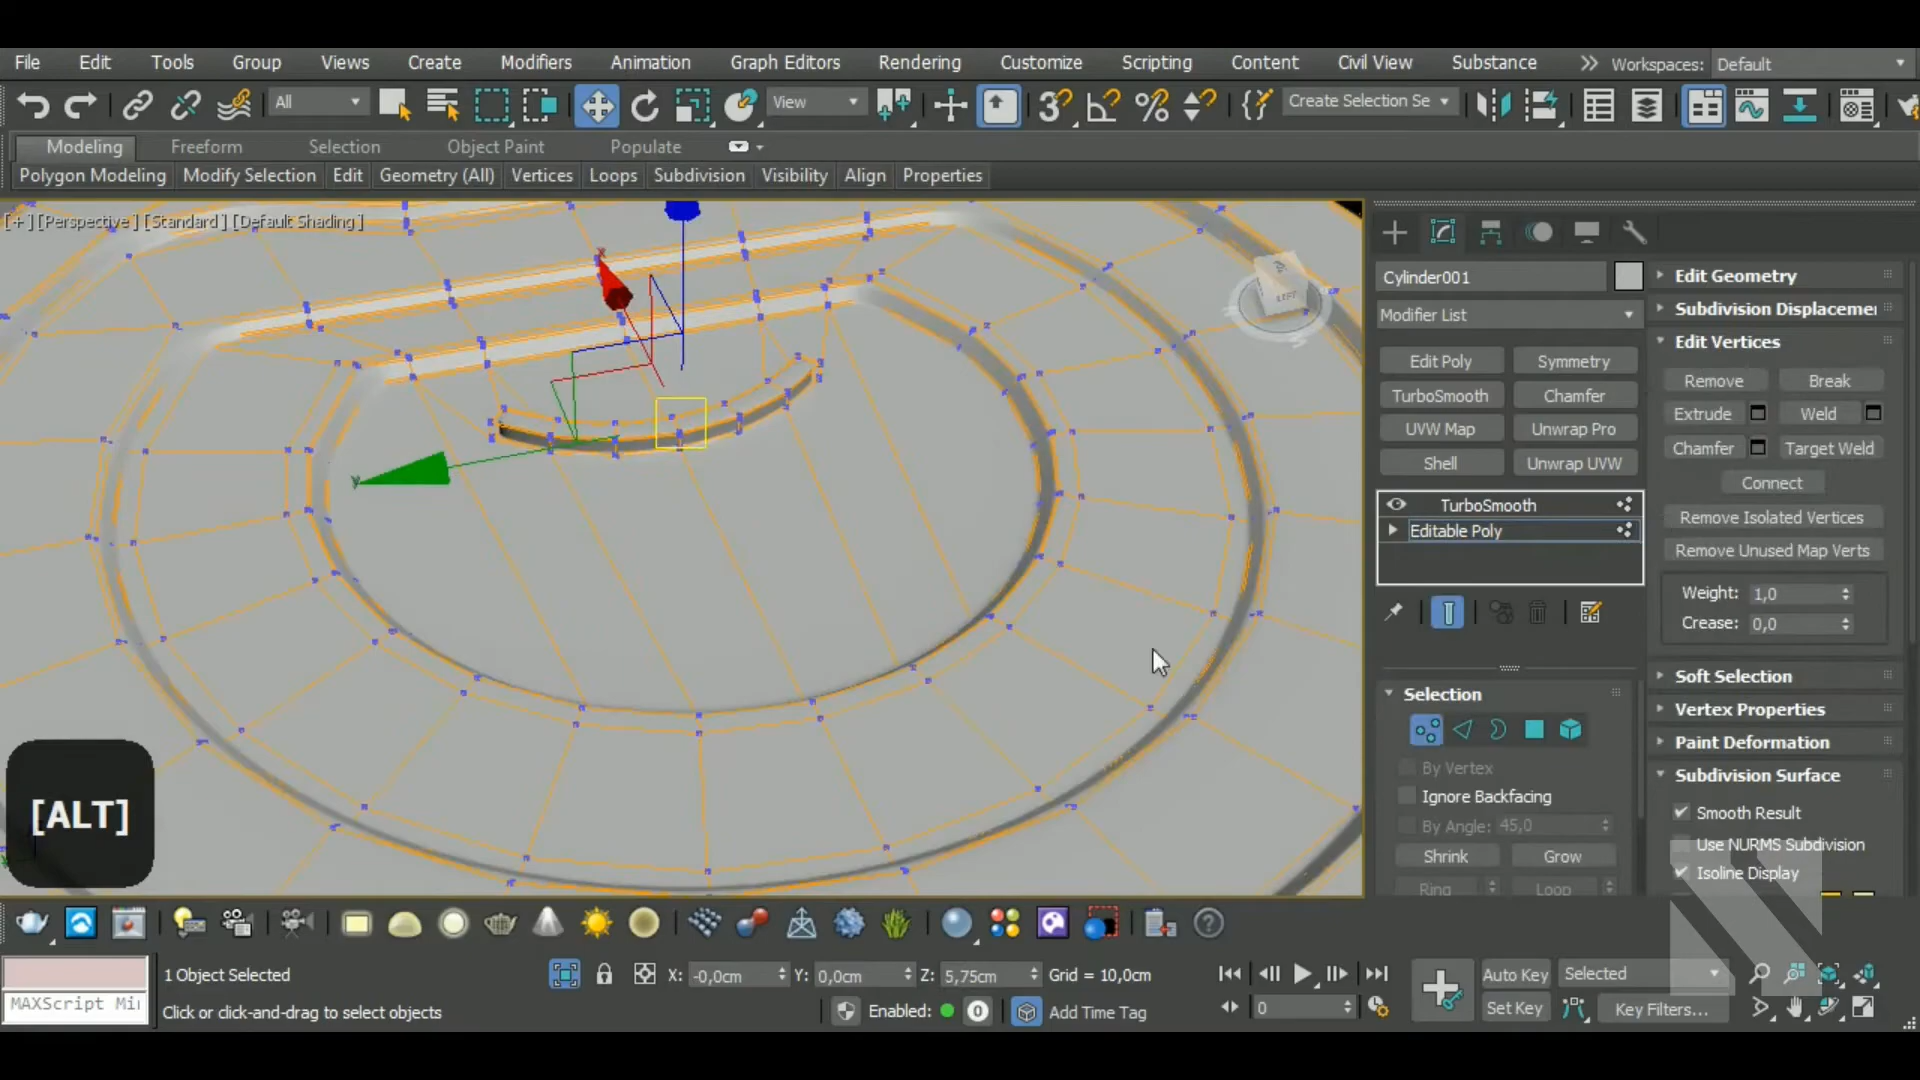 File Edit Tools Group Views Create Modifiers Animation Graph Editors Rendering Customize Scripting Content Civil View Substance Workspaces: Default
All View Create Selection Se
Modeling Freeform Selection Object Paint Populate
Polygon Modeling Modify Selection Edit Geometry (All) Vertices Loops Subdivision Visibility Align Properties
[+] [Perspective] [Standard] [Default Shading]
x
y
LEFT
[ALT]
Cylinder001
Modifier List
Edit Poly Symmetry
TurboSmooth Chamfer
UVW Map Unwrap Pro
Shell Unwrap UVW
TurboSmooth
Editable Poly
Selection
By Vertex
Ignore Backfacing
By Angle: 45,0
Shrink Grow
Ring Loop
Edit Geometry
Subdivision Displacemen
Edit Vertices
Remove Break
Extrude Weld
Chamfer Target Weld
Connect
Remove Isolated Vertices
Remove Unused Map Verts
Weight: 1,0
Crease: 0,0
Soft Selection
Vertex Properties
Paint Deformation
Subdivision Surface
Smooth Result
Use NURMS Subdivision
Isoline Display
MAXScript Mi
1 Object Selected
Click or click-and-drag to select objects
X: -0,0cm Y: 0,0cm Z: 5,75cm Grid = 10,0cm
Enabled: 0 Add Time Tag
0
Auto Key Selected
Set Key Key Filters...